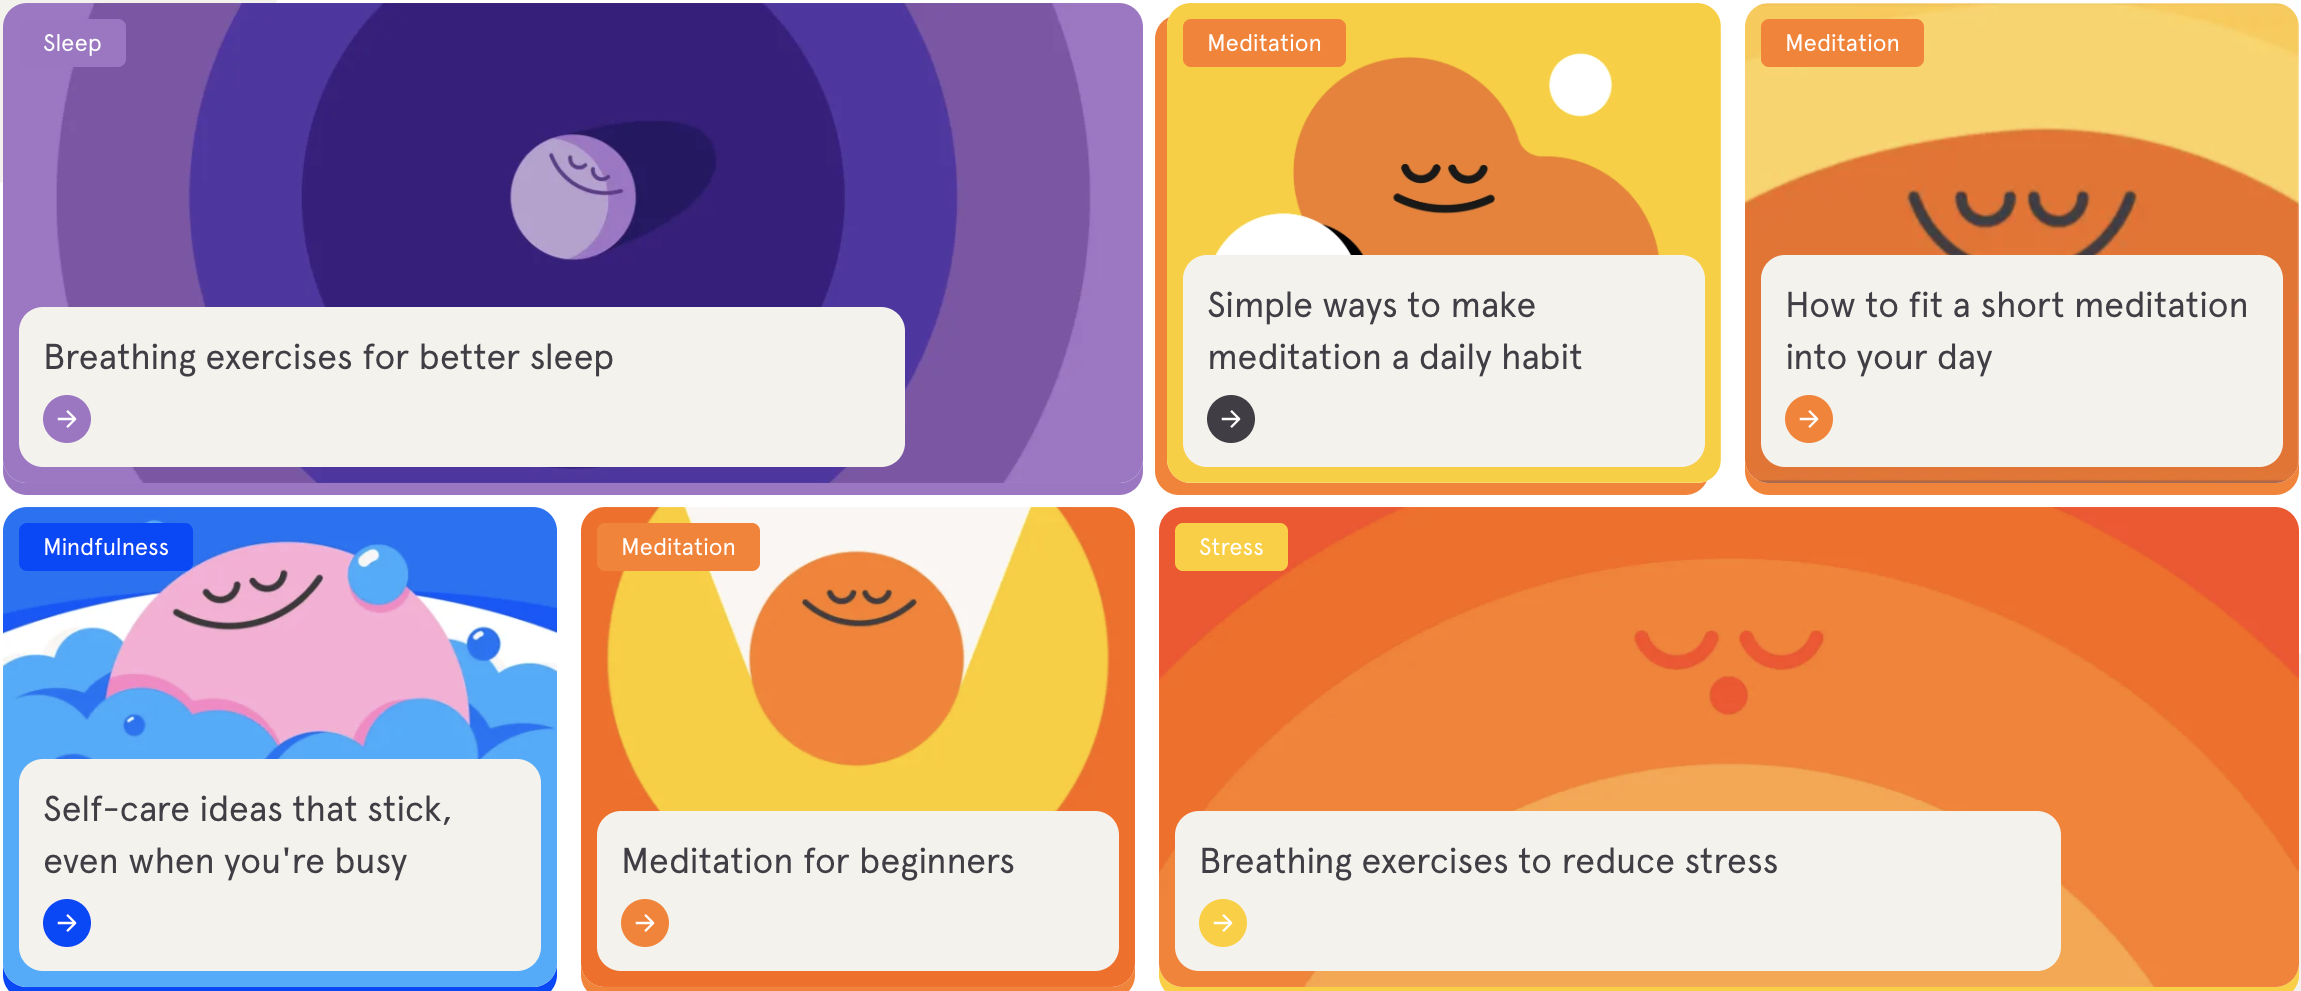 Sleep
Breathing exercises for better sleep
Meditation
Simple ways to make
meditation a daily habit
Meditation
How to fit a short meditation
into your day
Mindfulness
Self-care ideas that stick,
even when you're busy
Meditation
Meditation for beginners
Stress
Breathing exercises to reduce stress